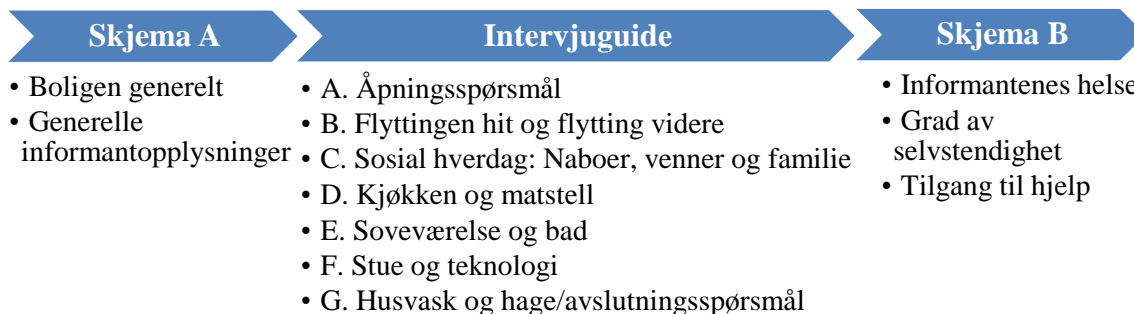 Skjema A
• Boligen generelt
• Generelle
informantopplysninger
Intervjuguide
• A. Åpningsspørsmål
• B. Flyttingen hit og flytting videre
• C. Sosial hverdag: Naboer, venner og familie
• D. Kjøkken og matstell
• E. Soveværelse og bad
• F. Stue og teknologi
• G. Husvask og hage/avslutningsspørsmål
Skjema B
• Informantenes helse
• Grad av
selvstendighet
• Tilgang til hjelp